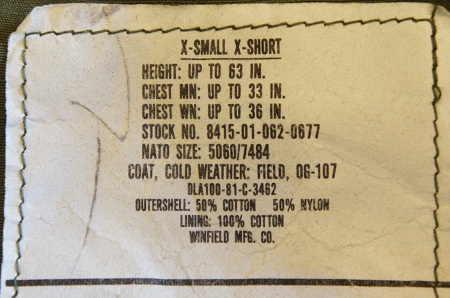 X-SMALL X-SHORT
HEIGHT: UP TO 63 IN.
CHEST MN: UP TO 33 IN.
CHEST WN: UP TO 36 IN.
STOCK NO. 8415-01-062-0677
NATO SIZE: 5060/7484
COAT, COLD WEATHER: FIELD, OG-107
DLA100-81-C-3462
OUTERSHELL: 50% COTTON 50% NYLON
LINING: 100% COTTON
WINFIELD MFG. CO.